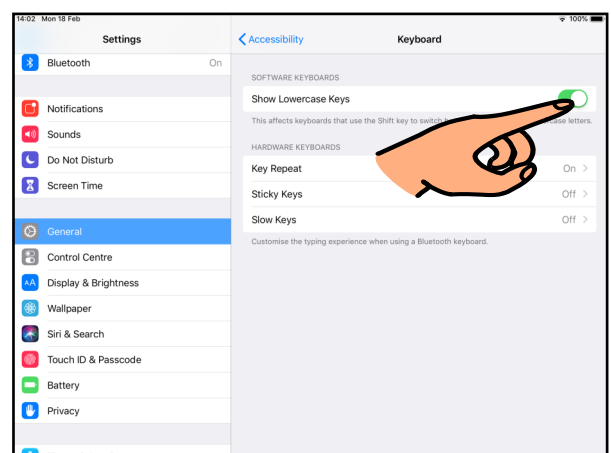 14:02 Mon 18 Feb
100%
Settings
Accessibility
Keyboard
Bluetooth On
Notifications
Sounds
Do Not Disturb
Screen Time
General
Control Centre
AA Display & Brightness
Wallpaper
Siri & Search
Touch ID & Passcode
Battery
Privacy
SOFTWARE KEYBOARDS
Show Lowercase Keys
This affects keyboards that use the Shift key to switch letters.
HARDWARE KEYBOARDS
Key Repeat On
Sticky Keys Off
Slow Keys Off
Customise the typing experience when using a Bluetooth keyboard.